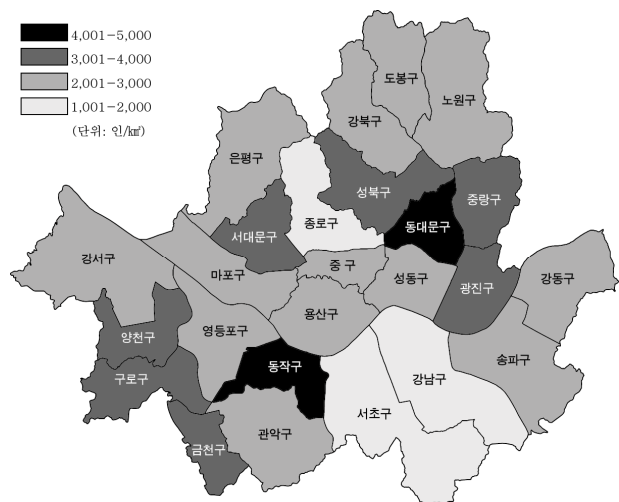 4,001-5,000
3,001-4,000
2,001-3,000
1,001-2,000
(단위: 인/㎢)
도봉구
노원구
강북구
은평구
성북구
중랑구
종로구
동대문구
서대문구
강서구
마포구
중 구
성동구
광진구
강동구
용산구
양천구
영등포구
송파구
동작구
구로구
강남구
서초구
관악구
금천구